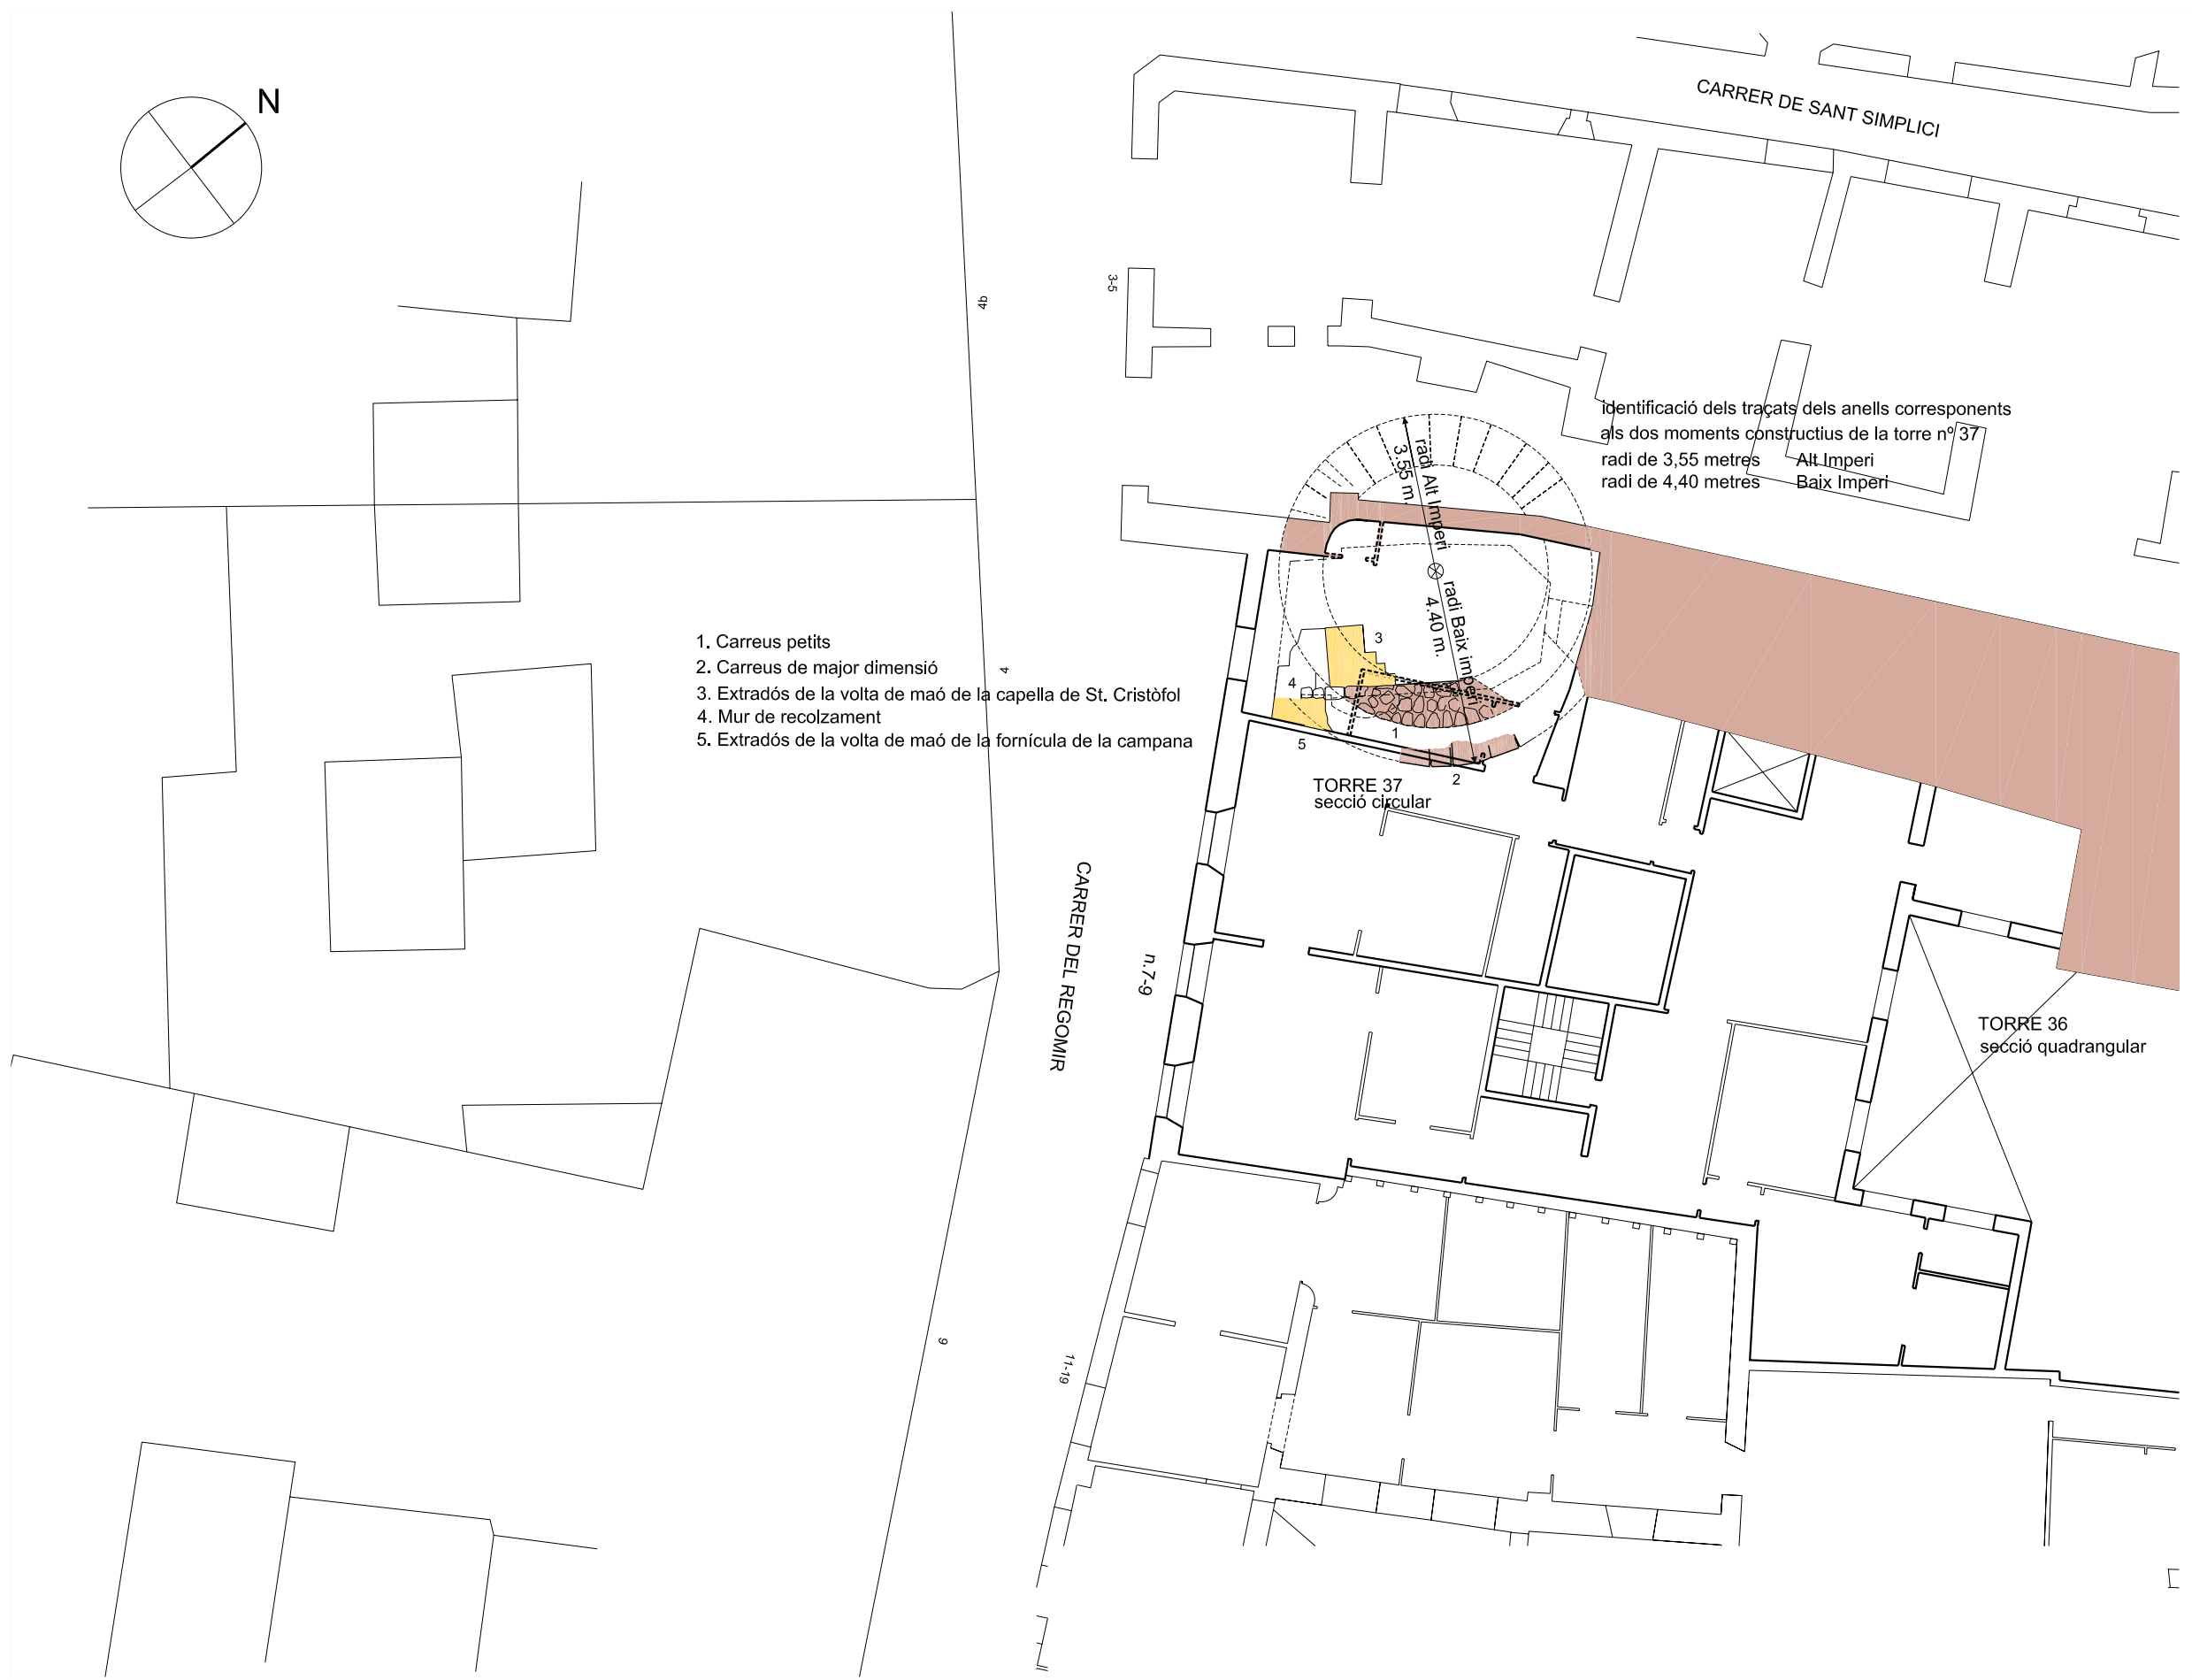 N
CARRER DE SANT SIMPLICI
4b
3-5
identificació dels traçats dels anells corresponents
als dos moments constructius de la torre nº 37
radi de 3,55 metres Alt Imperi
radi de 4,40 metres Baix Imperi
radi Alt Imperi
3.55 m.
radi Baix imperi
4.40 m.
1. Carreus petits
2. Carreus de major dimensió
3. Extradós de la volta de maó de la capella de St. Cristòfol
4. Mur de recolzament
5. Extradós de la volta de maó de la fornícula de la campana
4
3
4
1
5
2
TORRE 37
secció circular
CARRER DEL REGOMIR
n.7-9
TORRE 36
secció quadrangular
6
11-19